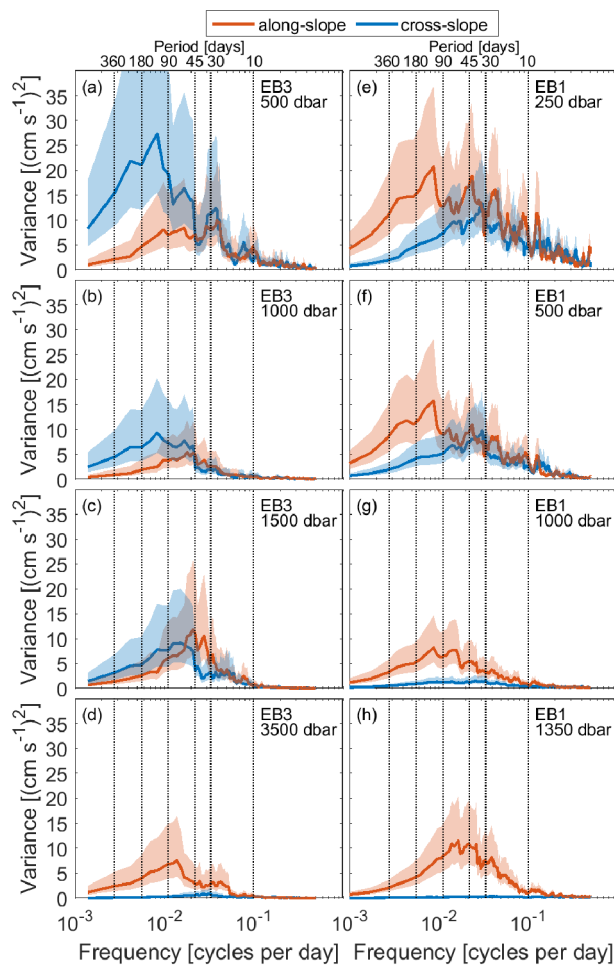 along-slope cross-slope
Period [days] Period [days]
360 180 90 45 30 10 360 180 90 45 30 10
(a) EB3
500 dbar
(e) EB1
250 dbar
Variance [(cm s⁻¹)²]
35
30
25
20
15
10
5
0
(b) EB3
1000 dbar
(f) EB1
500 dbar
Variance [(cm s⁻¹)²]
35
30
25
20
15
10
5
0
(c) EB3
1500 dbar
(g) EB1
1000 dbar
Variance [(cm s⁻¹)²]
35
30
25
20
15
10
5
0
(d) EB3
3500 dbar
(h) EB1
1350 dbar
Variance [(cm s⁻¹)²]
35
30
25
20
15
10
5
0
10⁻³ 10⁻² 10⁻¹ 10⁻² 10⁻¹
Frequency [cycles per day] Frequency [cycles per day]